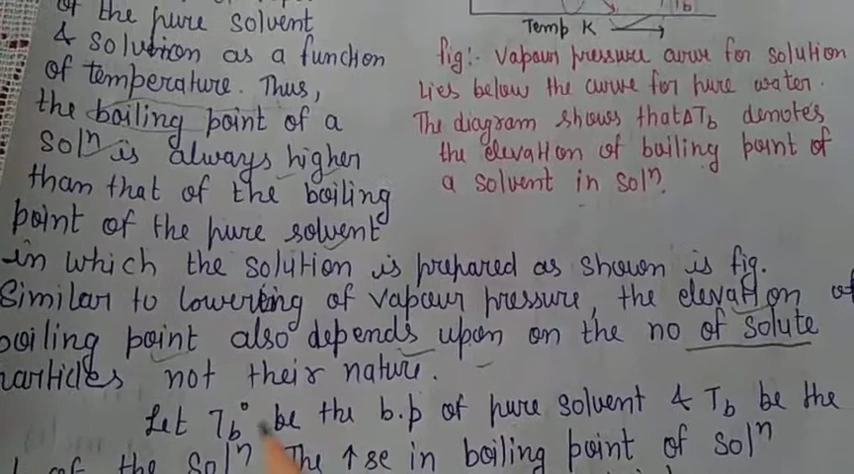 of the pure solvent
& solution as a function
of temperature. Thus,
the boiling point of a
solⁿ is always higher
than that of the boiling
point of the pure solvent
in which the solution is prepared as shown is fig.
Similar to lowering of vapour pressure, the elevation of
boiling point also depends upon on the no of solute
particles not their nature.
Let Tb° be the b.p of pure solvent & Tb be the
of the solⁿ. The ↑se in boiling point of solⁿ
Tb
Temp K →
fig:- Vapour pressure curve for solution
lies below the curve for pure water.
The diagram shows that ΔTb denotes
the elevation of boiling point of
a solvent in solⁿ.